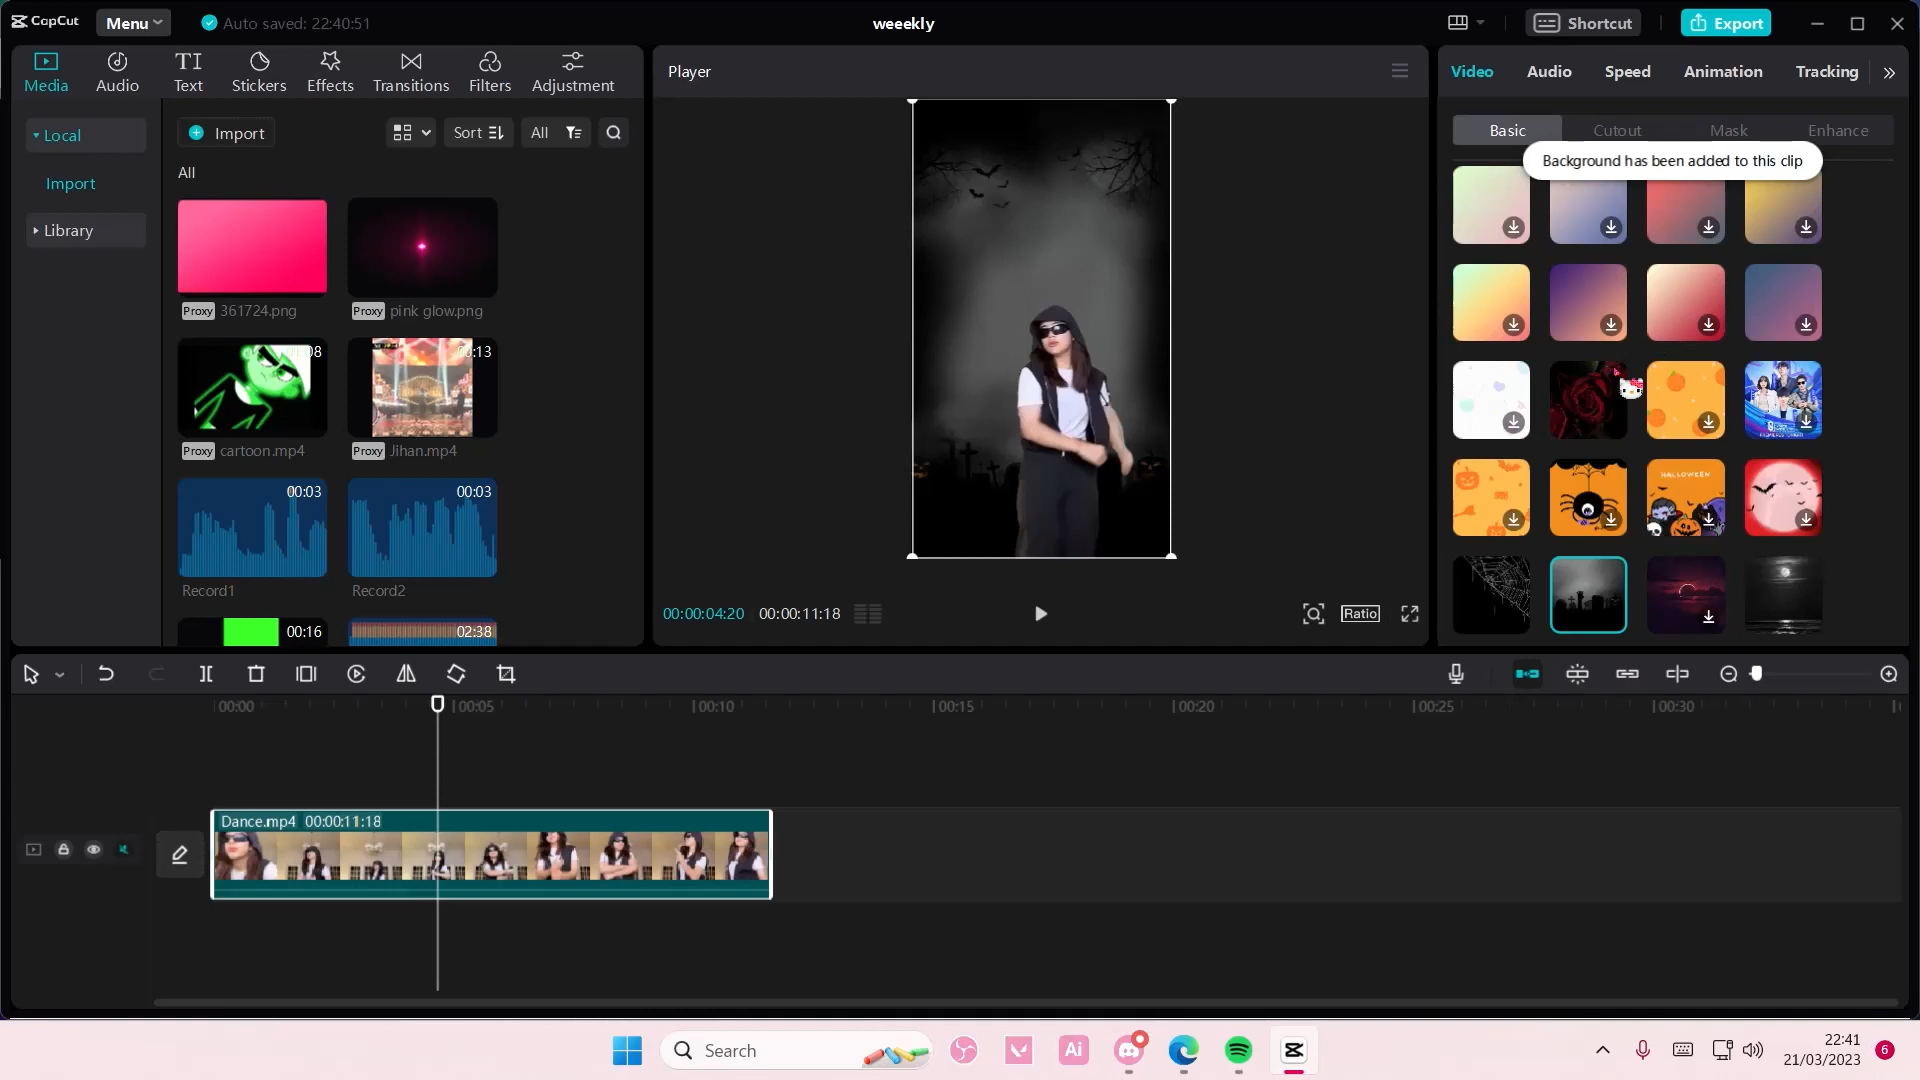 CapCut
Menu
Auto saved: 22:40:51
weeekly
Shortcut
Export
Media
Audio
Text
Stickers
Effects
Transitions
Filters
Adjustment
Player
Video
Audio
Speed
Animation
Tracking
Local
Import
Library
Import
Sort
All
All
Basic
Cutout
Mask
Enhance
Background has been added to this clip
Proxy 361724.png
Proxy pink glow.png
00:13
Proxy cartoon.mp4
Proxy Jihan.mp4
00:03
00:03
Record1
Record2
00:16
02:38
HALLOWEEN
00:00:04:20
00:00:11:18
Ratio
00:00
00:05
00:10
00:15
00:20
00:25
00:30
Dance.mp4 00:00:11:18
Search
Ai
22:41
21/03/2023
6